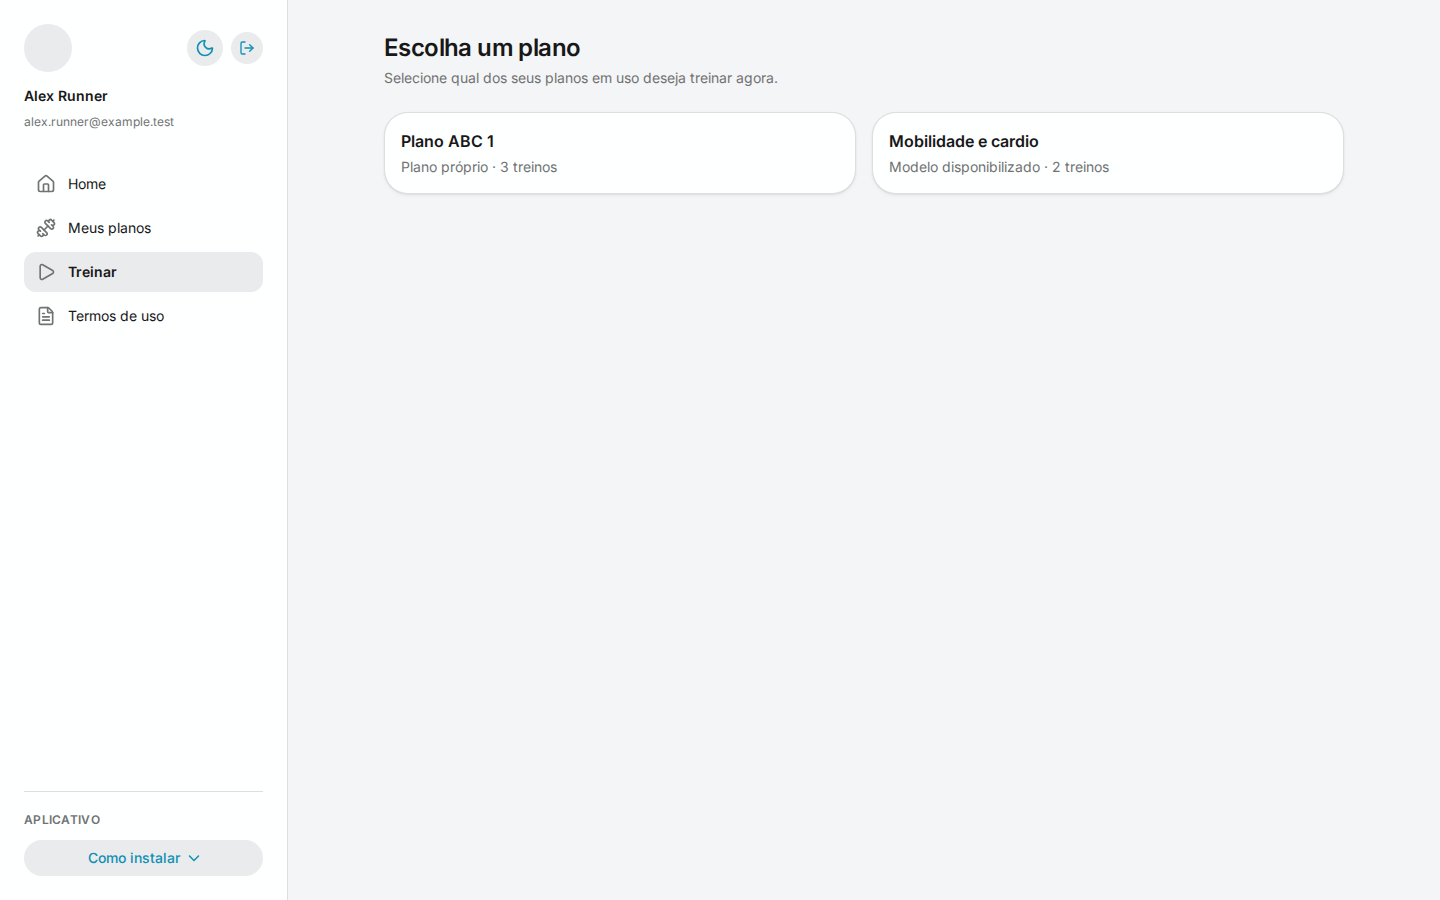 Alex Runner
alex.runner@example.test
Home
Meus planos
Treinar
Termos de uso
APLICATIVO
Como instalar
Escolha um plano
Selecione qual dos seus planos em uso deseja treinar agora.
Plano ABC 1
Plano próprio · 3 treinos
Mobilidade e cardio
Modelo disponibilizado · 2 treinos